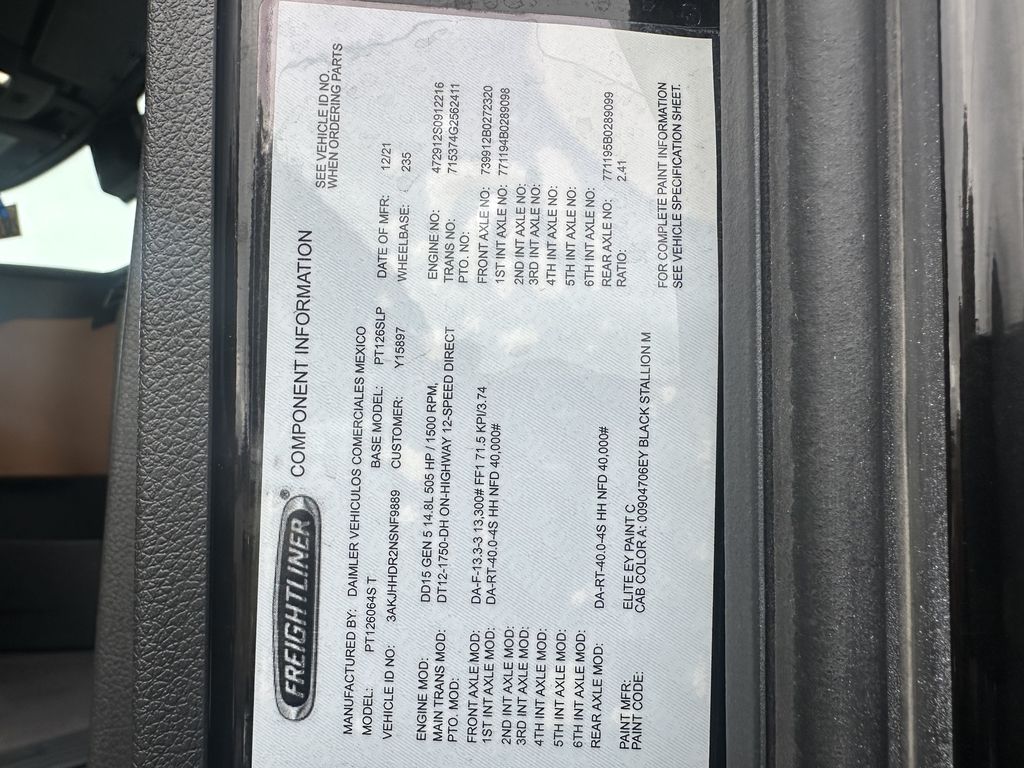 FREIGHTLINER ® COMPONENT INFORMATION
SEE VEHICLE ID NO.
WHEN ORDERING PARTS
MANUFACTURED BY: DAIMLER VEHICULOS COMERCIALES MEXICO
MODEL: PT126064S T BASE MODEL: PT126SLP DATE OF MFR: 12/21
VEHICLE ID NO: 3AKJHHDR2NSNF9889 CUSTOMER: Y15897 WHEELBASE: 235
ENGINE MOD: DD15 GEN 5 14.8L 505 HP / 1500 RPM, ENGINE NO: 472912S0912216
MAIN TRANS MOD: DT12-1750-DH ON-HIGHWAY 12-SPEED DIRECT TRANS NO: 715374G2562411
PTO. MOD: PTO. NO:
FRONT AXLE MOD: DA-F-13.3-3 13,300# FF1 71.5 KPI/3.74 FRONT AXLE NO: 739912B0272320
1ST INT AXLE MOD: DA-RT-40.0-4S HH NFD 40,000# 1ST INT AXLE NO: 771194B0289098
2ND INT AXLE MOD: 2ND INT AXLE NO:
3RD INT AXLE MOD: 3RD INT AXLE NO:
4TH INT AXLE MOD: 4TH INT AXLE NO:
5TH INT AXLE MOD: 5TH INT AXLE NO:
6TH INT AXLE MOD: 6TH INT AXLE NO:
REAR AXLE MOD: DA-RT-40.0-4S HH NFD 40,000# REAR AXLE NO: 771195B0289099
RATIO: 2.41
PAINT MFR: ELITE EY PAINT C
PAINT CODE: CAB COLOR A: 00904706EY BLACK STALLION M
FOR COMPLETE PAINT INFORMATION
SEE VEHICLE SPECIFICATION SHEET.